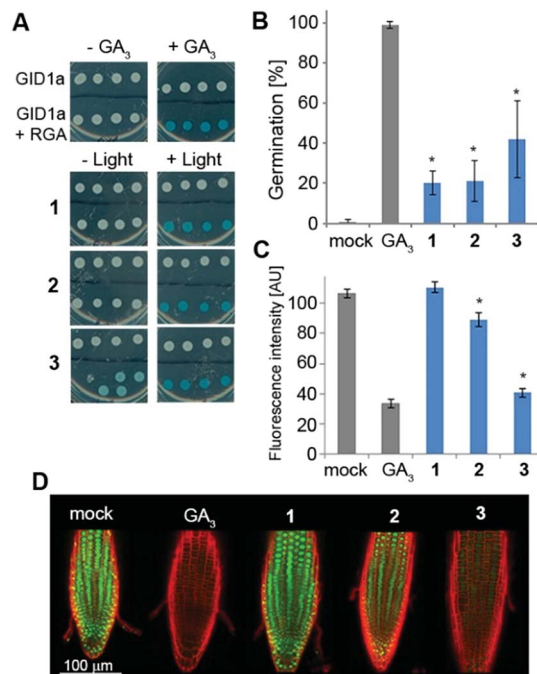 A
- GA3
+ GA3
GID1a
GID1a
+ RGA
- Light
+ Light
1
2
3
B
Germination [%]
100
80
60
40
20
0
*
*
*
mock
GA3
1
2
3
C
Fluorescence intensity [AU]
100
80
60
40
20
0
*
*
mock
GA3
1
2
3
D
mock
GA3
1
2
3
100 µm